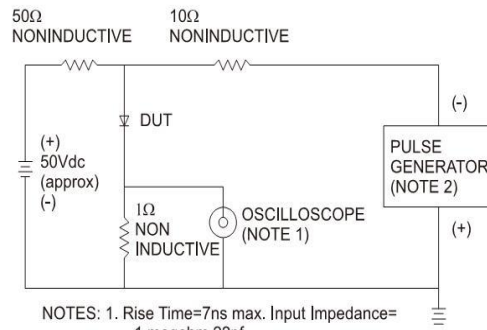 50Ω
NONINDUCTIVE
10Ω
NONINDUCTIVE
DUT
(+)
50Vdc
(approx)
(-)
1Ω
NON
INDUCTIVE
OSCILLOSCOPE
(NOTE 1)
(-)
PULSE
GENERATOR
(NOTE 2)
(+)
NOTES: 1. Rise Time=7ns max. Input Impedance=